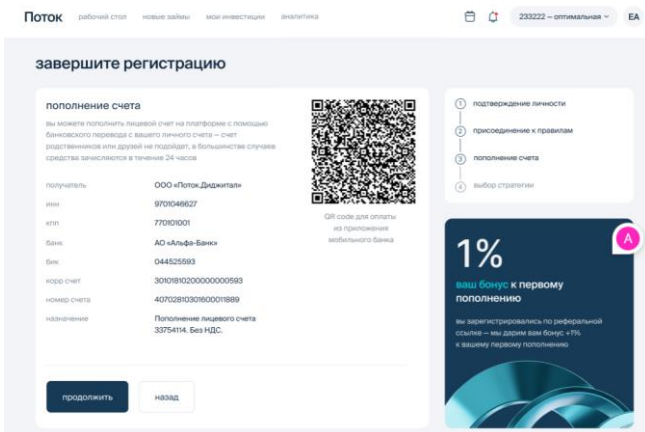 Поток рабочий стол новые займы мои инвестиции аналитика 233222 – оптимальная ЕА
завершите регистрацию
пополнение счета
вы можете пополнить лицевой счет на платформе с помощью
банковского перевода с вашего личного счета – счет
родственников или друзей не подойдет, в большинстве случаев
средства зачисляются в течение 24 часов
получатель ООО «Поток.Диджитал»
инн 9701046627
кпп 770101001
банк АО «Альфа-Банк»
бик 044525593
корр счет 30101810200000000593
номер счета 40702810301600011889
назначение Пополнение лицевого счета
33754114. Без НДС.
QR code для оплаты
из приложения
мобильного банка
продолжить назад
1 подтверждение личности
2 присоединение к правилам
3 пополнение счета
4 выбор стратегии
A
1%
ваш бонус к первому
пополнению
вы зарегистрировались по реферальной
ссылке – мы дарим вам бонус +1%
к вашему первому пополнению